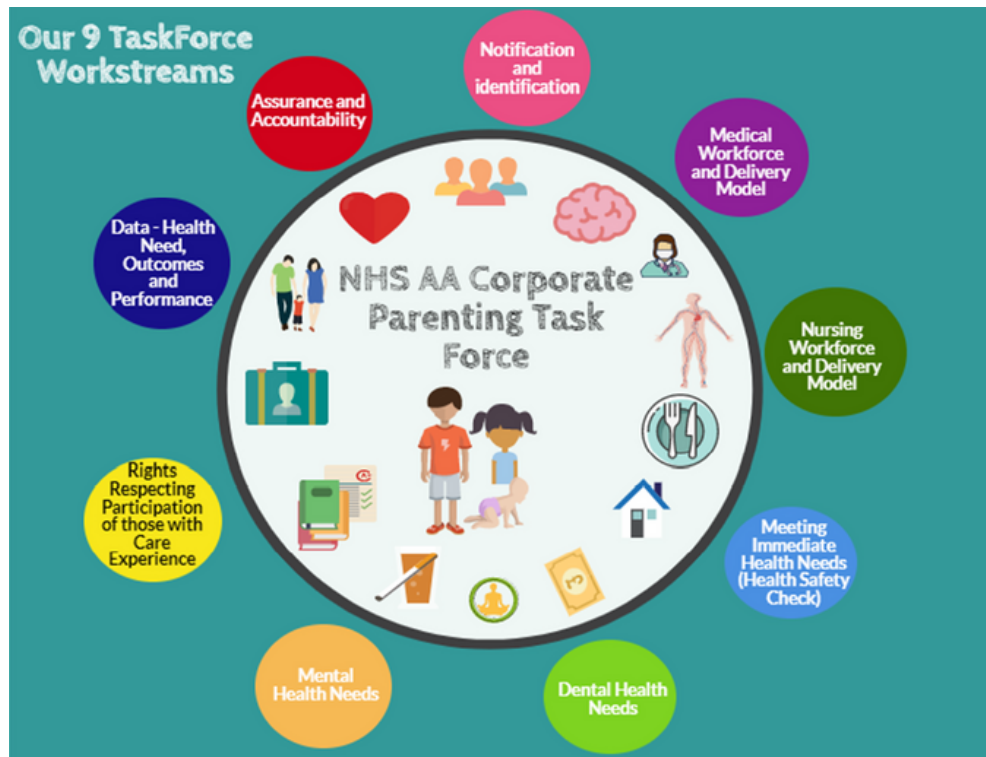 Our 9 TaskForce
Workstreams
Notification
and
identification
Assurance and
Accountability
Medical
Workforce
and Delivery
Model
Data - Health
Need,
Outcomes
and
Performance
NHS AA Corporate
Parenting Task
Force
Nursing
Workforce
and Delivery
Model
Rights
Respecting
Participation
of those with
Care
Experience
Meeting
Immediate
Health Needs
(Health Safety
Check)
Mental
Health Needs
Dental Health
Needs